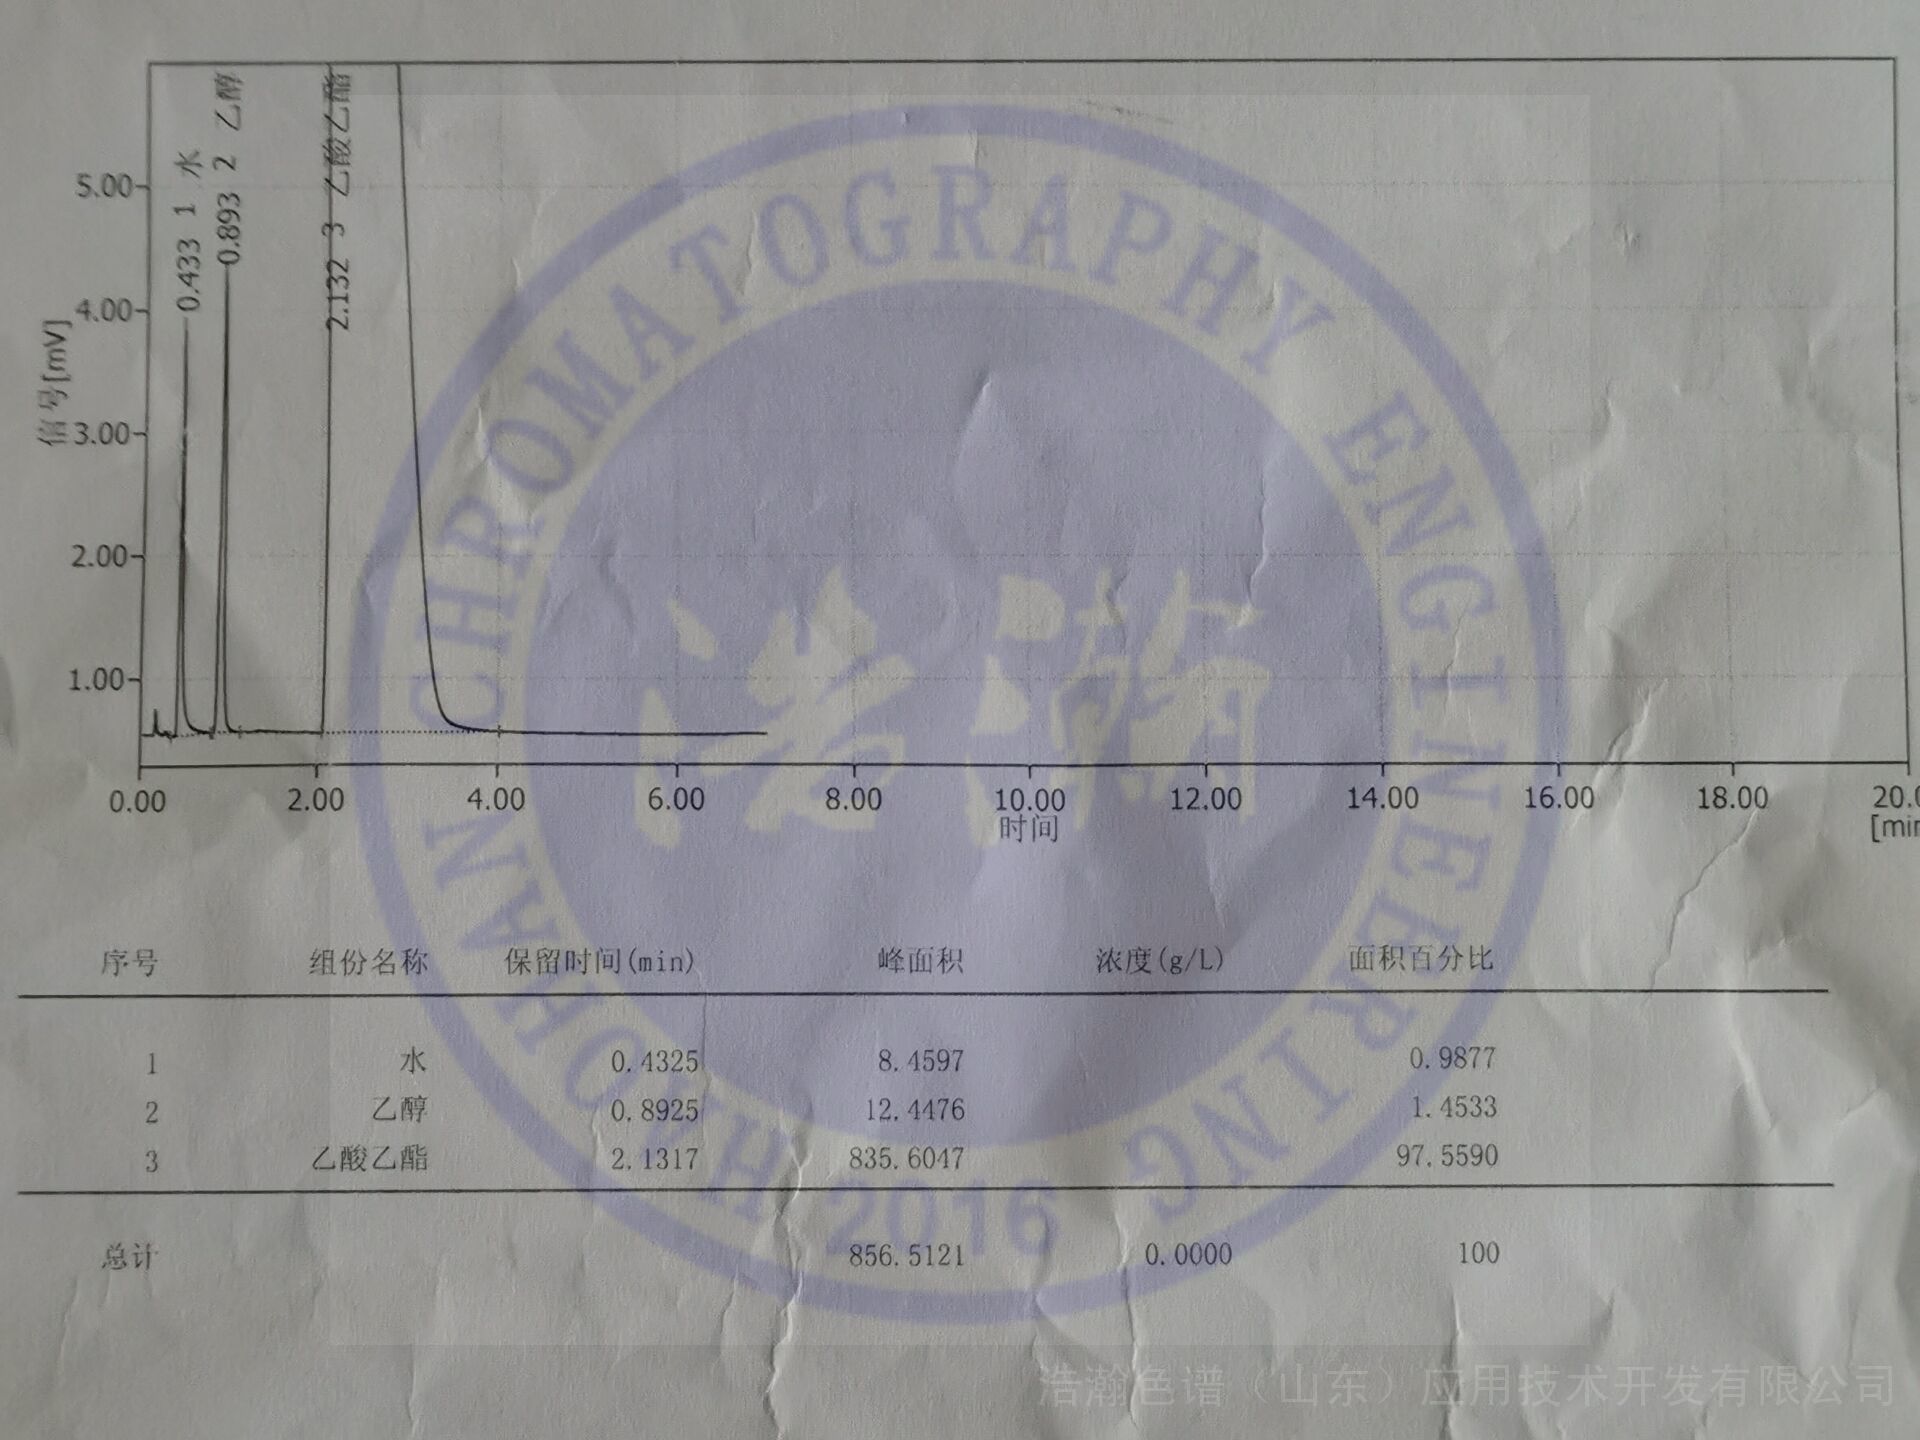 5.00
4.00
3.00
2.00
1.00
信号[mV]
0.433 1 水
0.893 2 乙醇
2.132 3 乙酸乙酯
0.00 2.00 4.00 6.00 8.00 10.00 12.00 14.00 16.00 18.00 20.0
时间 [min
HAOHAN CHROMATOGRAPHY ENGINEERING
浩瀚
2016
序号 组份名称 保留时间(min) 峰面积 浓度(g/L) 面积百分比
1 水 0.4325 8.4597 0.9877
2 乙醇 0.8925 12.4476 1.4533
3 乙酸乙酯 2.1317 835.6047 97.5590
总计 856.5121 0.0000 100
浩瀚色谱（山东）应用技术开发有限公司